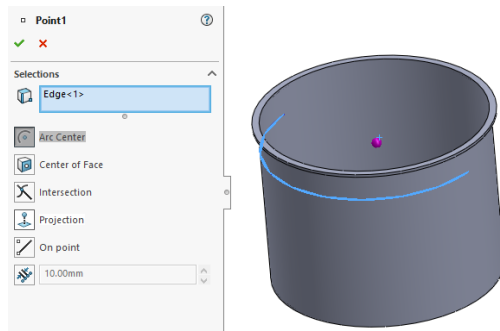 Point1
Selections
Edge<1>
Arc Center
Center of Face
Intersection
Projection
On point
10.00mm